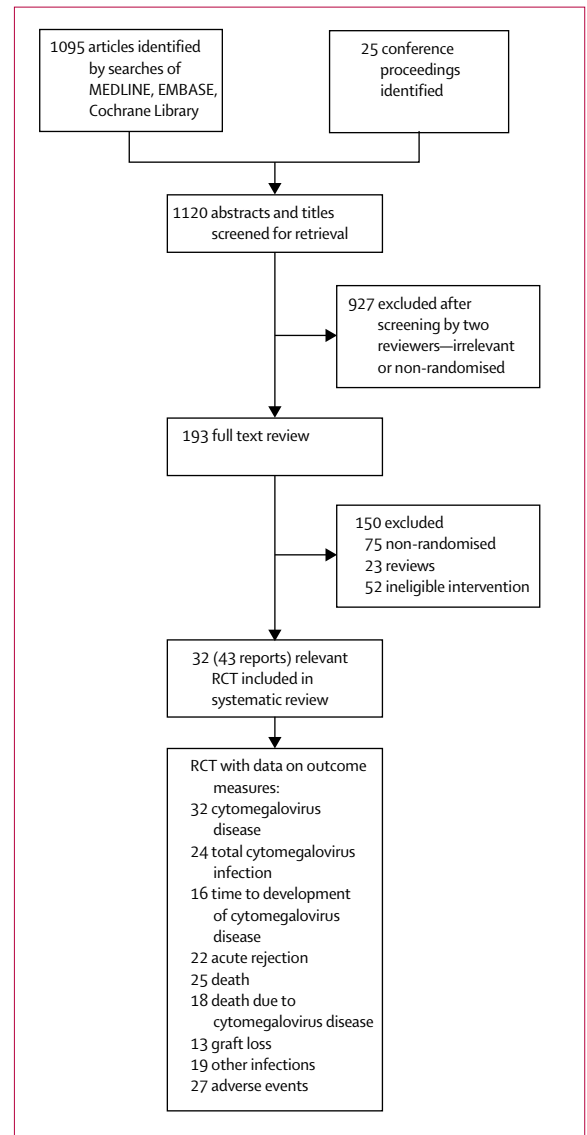 1095 articles identified
by searches of
MEDLINE, EMBASE,
Cochrane Library
25 conference
proceedings
identified
1120 abstracts and titles
screened for retrieval
927 excluded after
screening by two
reviewers—irrelevant
or non-randomised
193 full text review
150 excluded
75 non-randomised
23 reviews
52 ineligible intervention
32 (43 reports) relevant
RCT included in
systematic review
RCT with data on outcome
measures:
32 cytomegalovirus
disease
24 total cytomegalovirus
infection
16 time to development
of cytomegalovirus
disease
22 acute rejection
25 death
18 death due to
cytomegalovirus disease
13 graft loss
19 other infections
27 adverse events